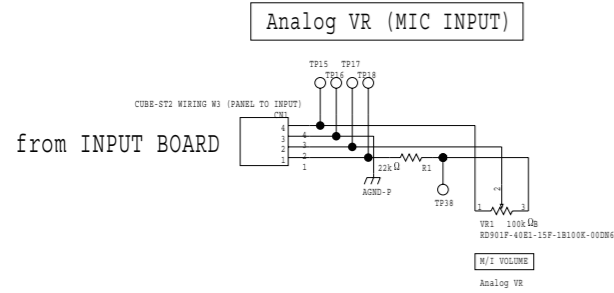 Analog VR (MIC INPUT)
TP15 TP17
TP16 TP18
CUBE-ST2 WIRING W3 (PANEL TO INPUT)
CN1
from INPUT BOARD
4 4
3 3
2 2
1 1
22kΩ R1
AGND-P
TP38
2
1 3
VR1 100kΩB
RD901F-40E1-15F-1B100K-00DN6
M/I VOLUME
Analog VR